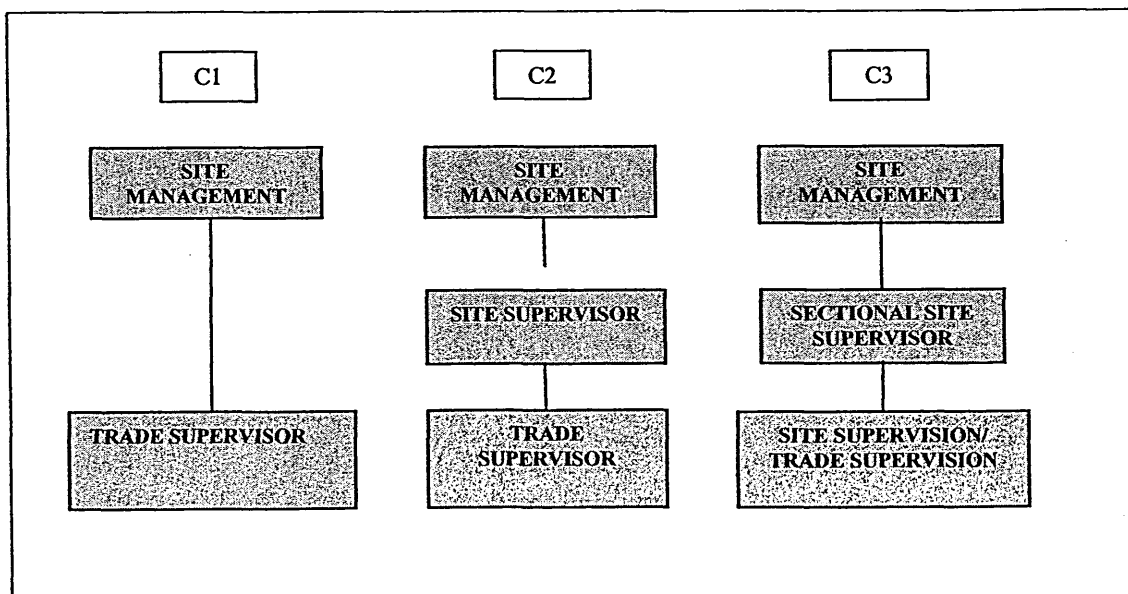 C1
C2
C3
SITE
MANAGEMENT
SITE
MANAGEMENT
SITE
MANAGEMENT
SITE SUPERVISOR
SECTIONAL SITE
SUPERVISOR
TRADE SUPERVISOR
TRADE
SUPERVISOR
SITE SUPERVISION/
TRADE SUPERVISION